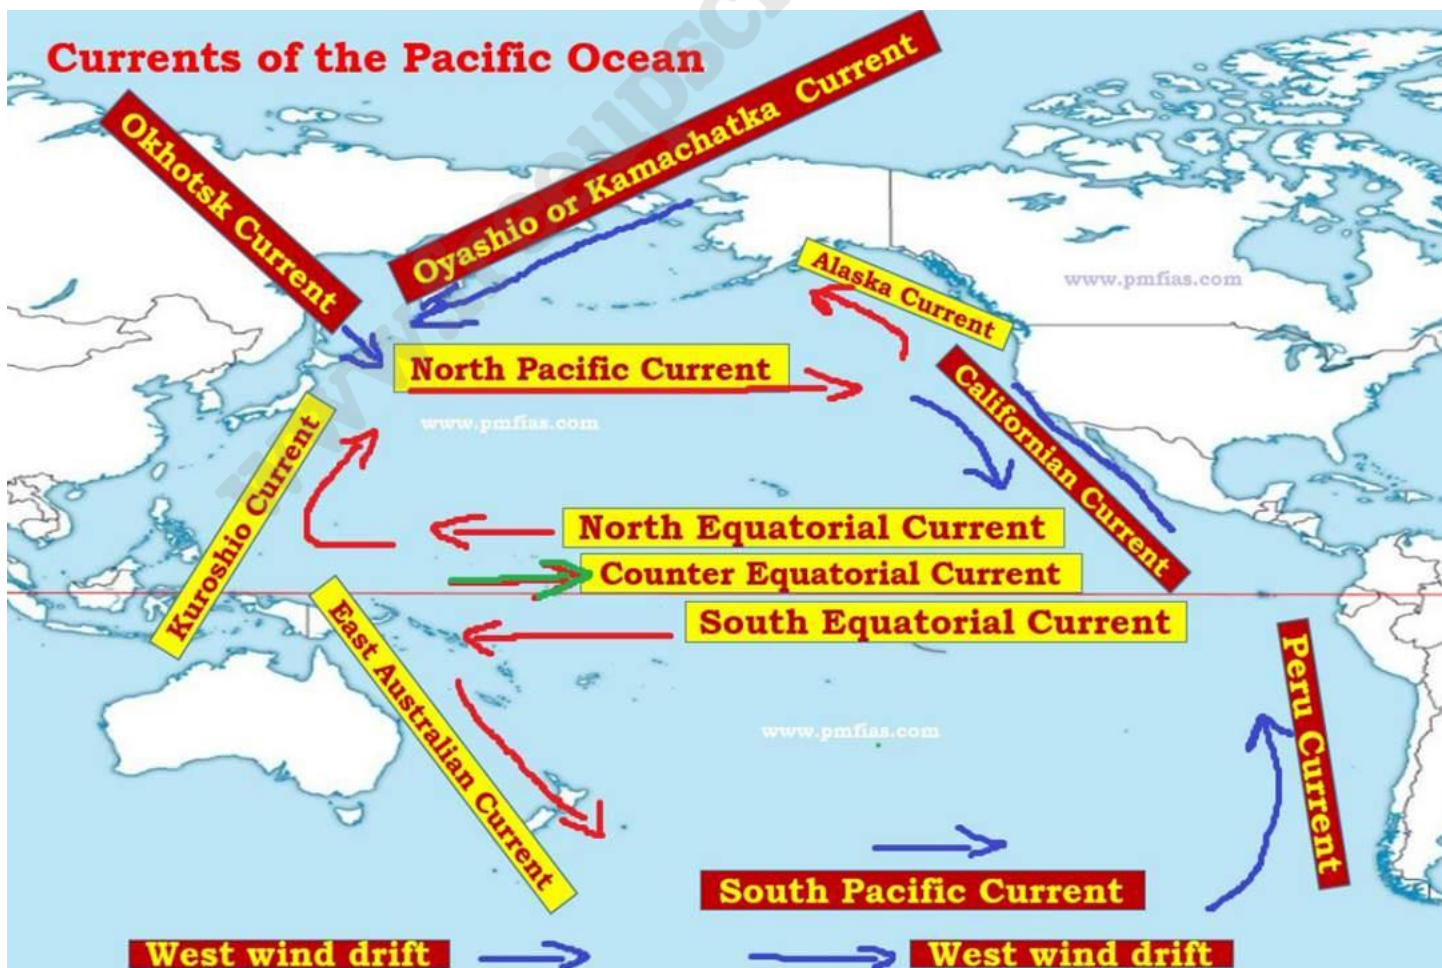 Currents of the Pacific Ocean
Okhotsk Current
Oyashio or Kamachatka Current
Alaska Current
www.pmfias.com
North Pacific Current
Californian Current
www.pmfias.com
Kuroshio Current
North Equatorial Current
Counter Equatorial Current
South Equatorial Current
East Australian Current
Peru Current
www.pmfias.com
South Pacific Current
West wind drift
West wind drift